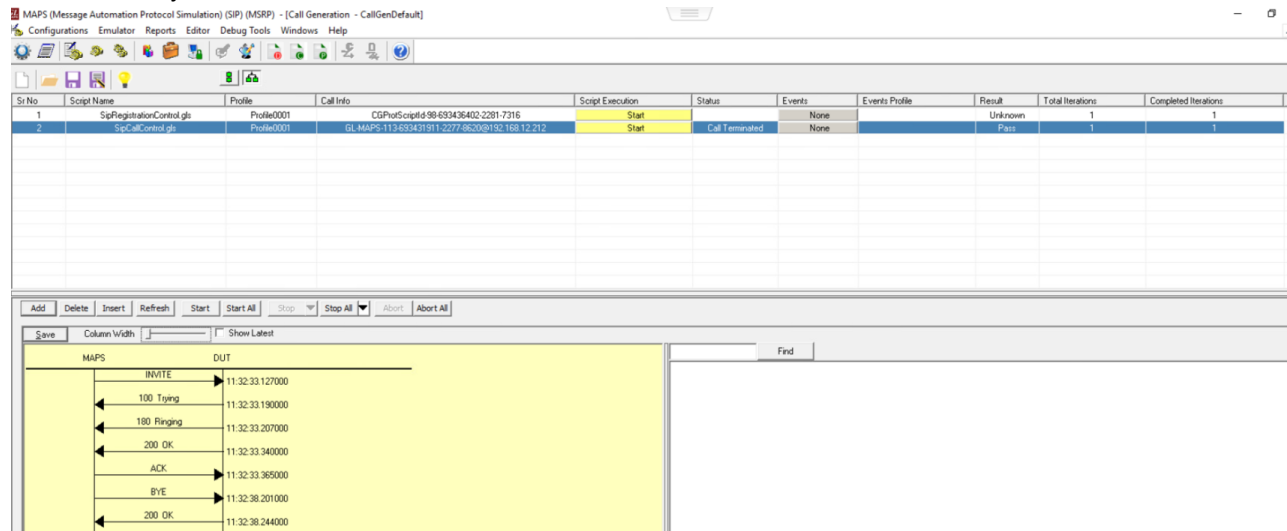 MAPS (Message Automation Protocol Simulation) (SIP) (MSRP) - [Call Generation - CallGenDefault]
Configurations Emulator Reports Editor Debug Tools Windows Help
Sr No Script Name Profile Call Info Script Execution Status Events Events Profile Result Total Iterations Completed Iterations
1 SipRegistrationControl.gls Profile0001 CGProtScriptId-98-693436402-2281-7316 Start None Unknown 1 1
2 SipCallControl.gls Profile0001 GL-MAPS-113-693431911-2277-8620@192.168.12.212 Start Call Terminated None Pass 1 1
Add Delete Insert Refresh Start Start All Stop Stop All Abort Abort All
Save Column Width Show Latest
Find
MAPS DUT
INVITE
11:32:33.127000
100 Trying
11:32:33.190000
180 Ringing
11:32:33.207000
200 OK
11:32:33.340000
ACK
11:32:33.365000
BYE
11:32:38.201000
200 OK
11:32:38.244000